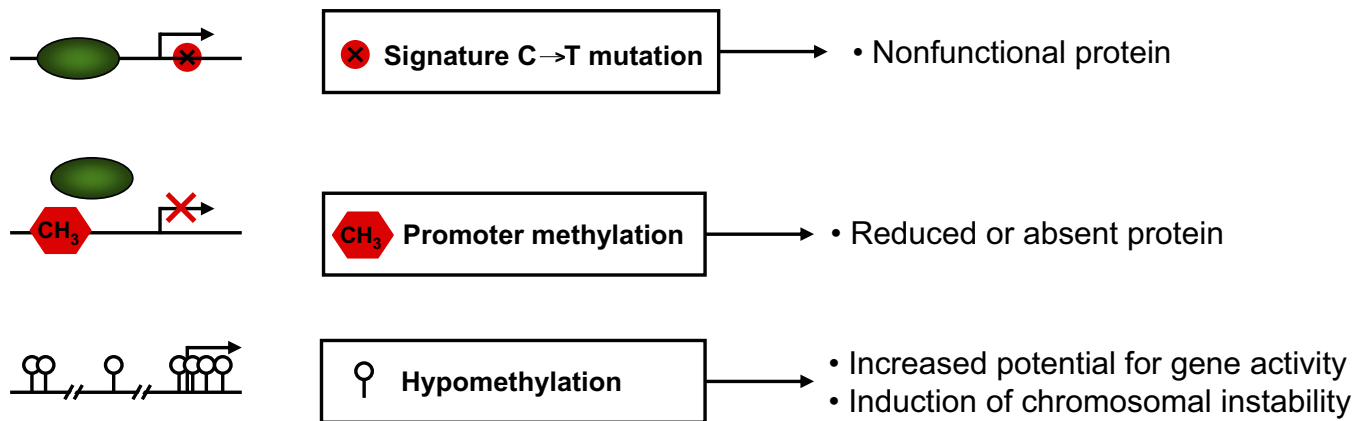 Signature C→T mutation
• Nonfunctional protein
CH₃
CH₃ Promoter methylation
• Reduced or absent protein
Hypomethylation
• Increased potential for gene activity
• Induction of chromosomal instability